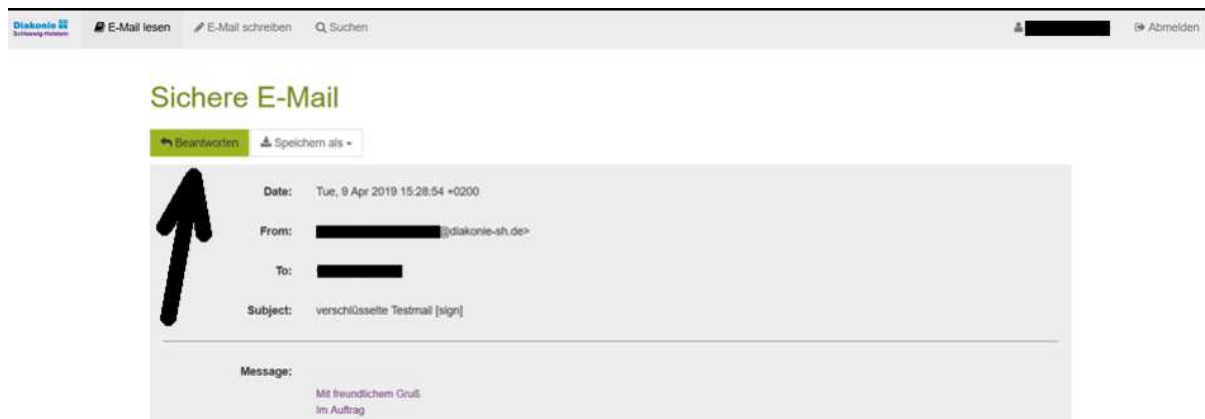 Diakonie
Schleswig-Holstein
E-Mail lesen
E-Mail schreiben
Suchen
Abmelden
Sichere E-Mail
Beantworten
Speichern als
Date: Tue, 9 Apr 2019 15:28:54 +0200
From: @diakonie-sh.de>
To:
Subject: verschlüsselte Testmail [sign]
Message:
Mit freundlichem Gruß
Im Auftrag